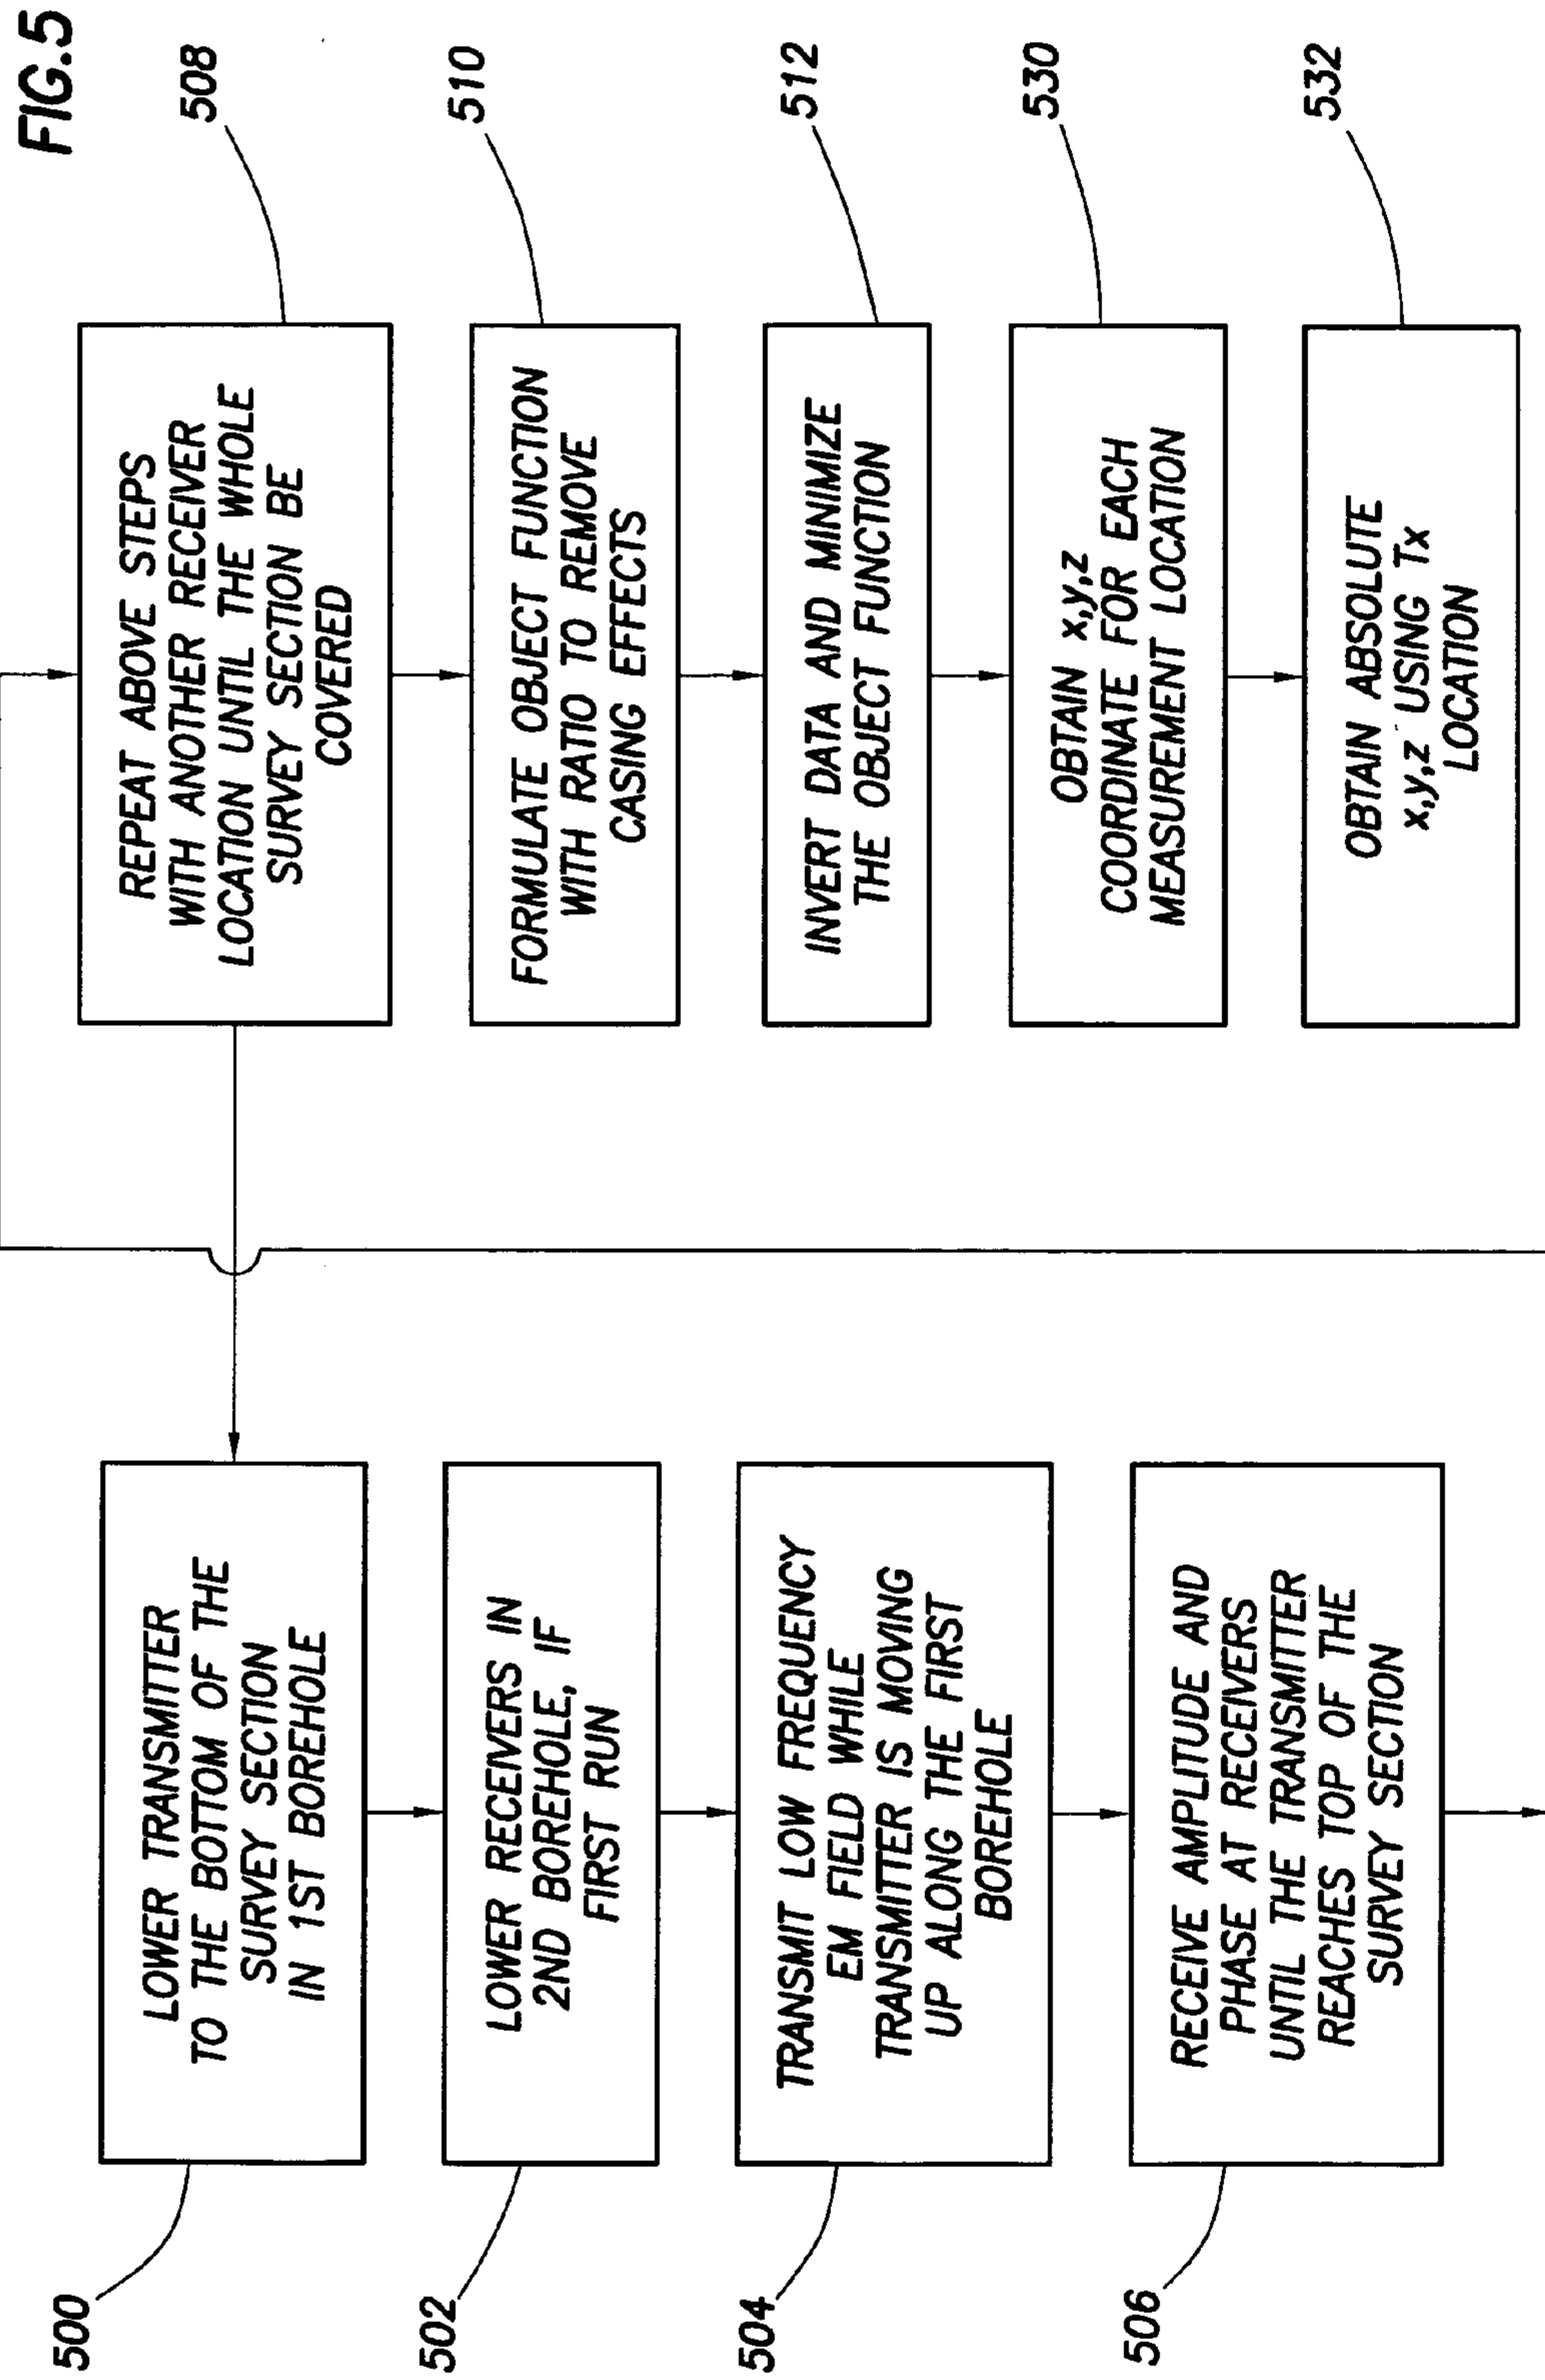 FIG.5
500
LOWER TRANSMITTER
TO THE BOTTOM OF THE
SURVEY SECTION
IN 1ST BOREHOLE
502
LOWER RECEIVERS IN
2ND BOREHOLE, IF
FIRST RUN
504
TRANSMIT LOW FREQUENCY
EM FIELD WHILE
TRANSMITTER IS MOVING
UP ALONG THE FIRST
BOREHOLE
506
RECEIVE AMPLITUDE AND
PHASE AT RECEIVERS
UNTIL THE TRANSMITTER
REACHES TOP OF THE
SURVEY SECTION
508
REPEAT ABOVE STEPS
WITH ANOTHER RECEIVER
LOCATION UNTIL THE WHOLE
SURVEY SECTION BE
COVERED
510
FORMULATE OBJECT FUNCTION
WITH RATIO TO REMOVE
CASING EFFECTS
512
INVERT DATA AND MINIMIZE
THE OBJECT FUNCTION
530
OBTAIN x,y,z
COORDINATE FOR EACH
MEASUREMENT LOCATION
532
OBTAIN ABSOLUTE
x,y,z USING Tx
LOCATION